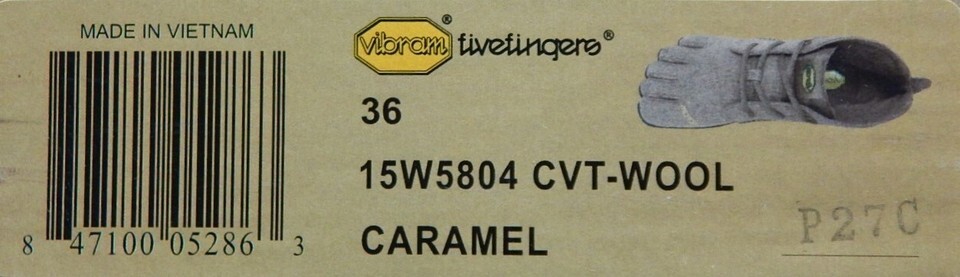 MADE IN VIETNAM
8 47100 05286 3
vibram® fivefingers®
36
15W5804 CVT-WOOL
CARAMEL
P27C